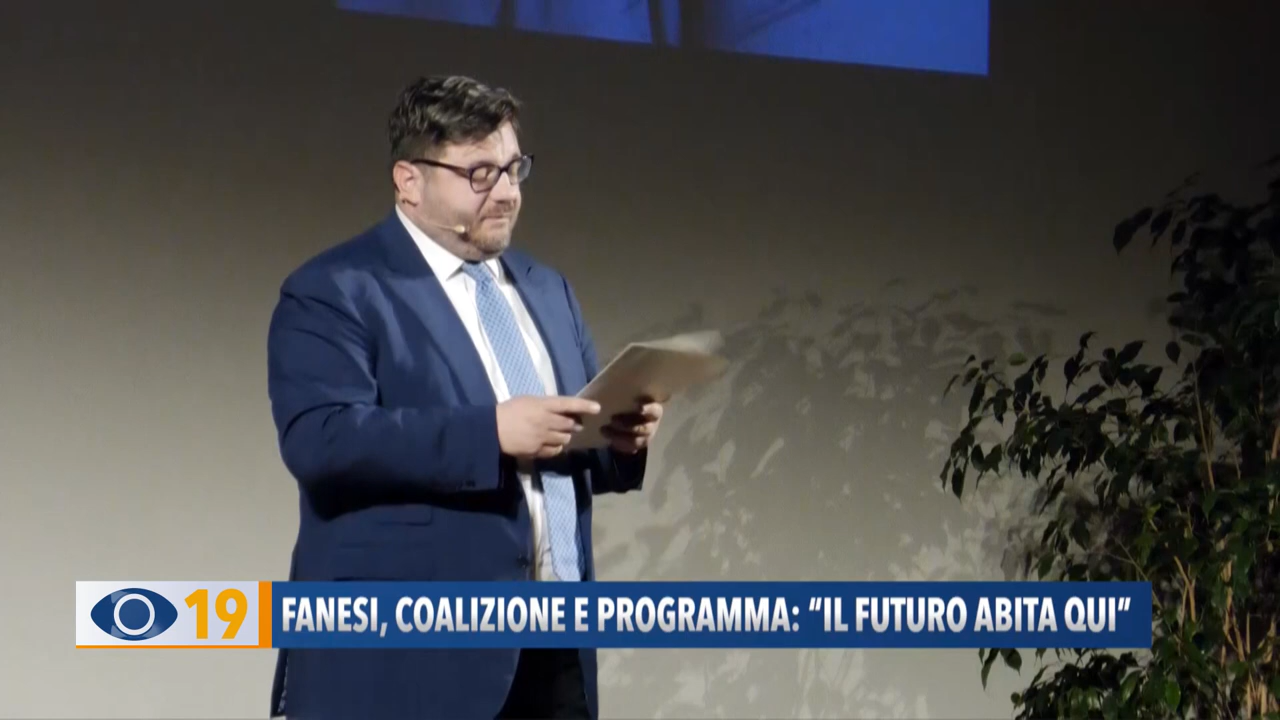 19 FANESI, COALIZIONE E PROGRAMMA: “IL FUTURO ABITA QUI”